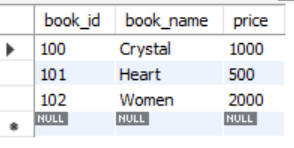 book_id book_name price
100 Crystal 1000
101 Heart 500
102 Women 2000
NULL NULL NULL